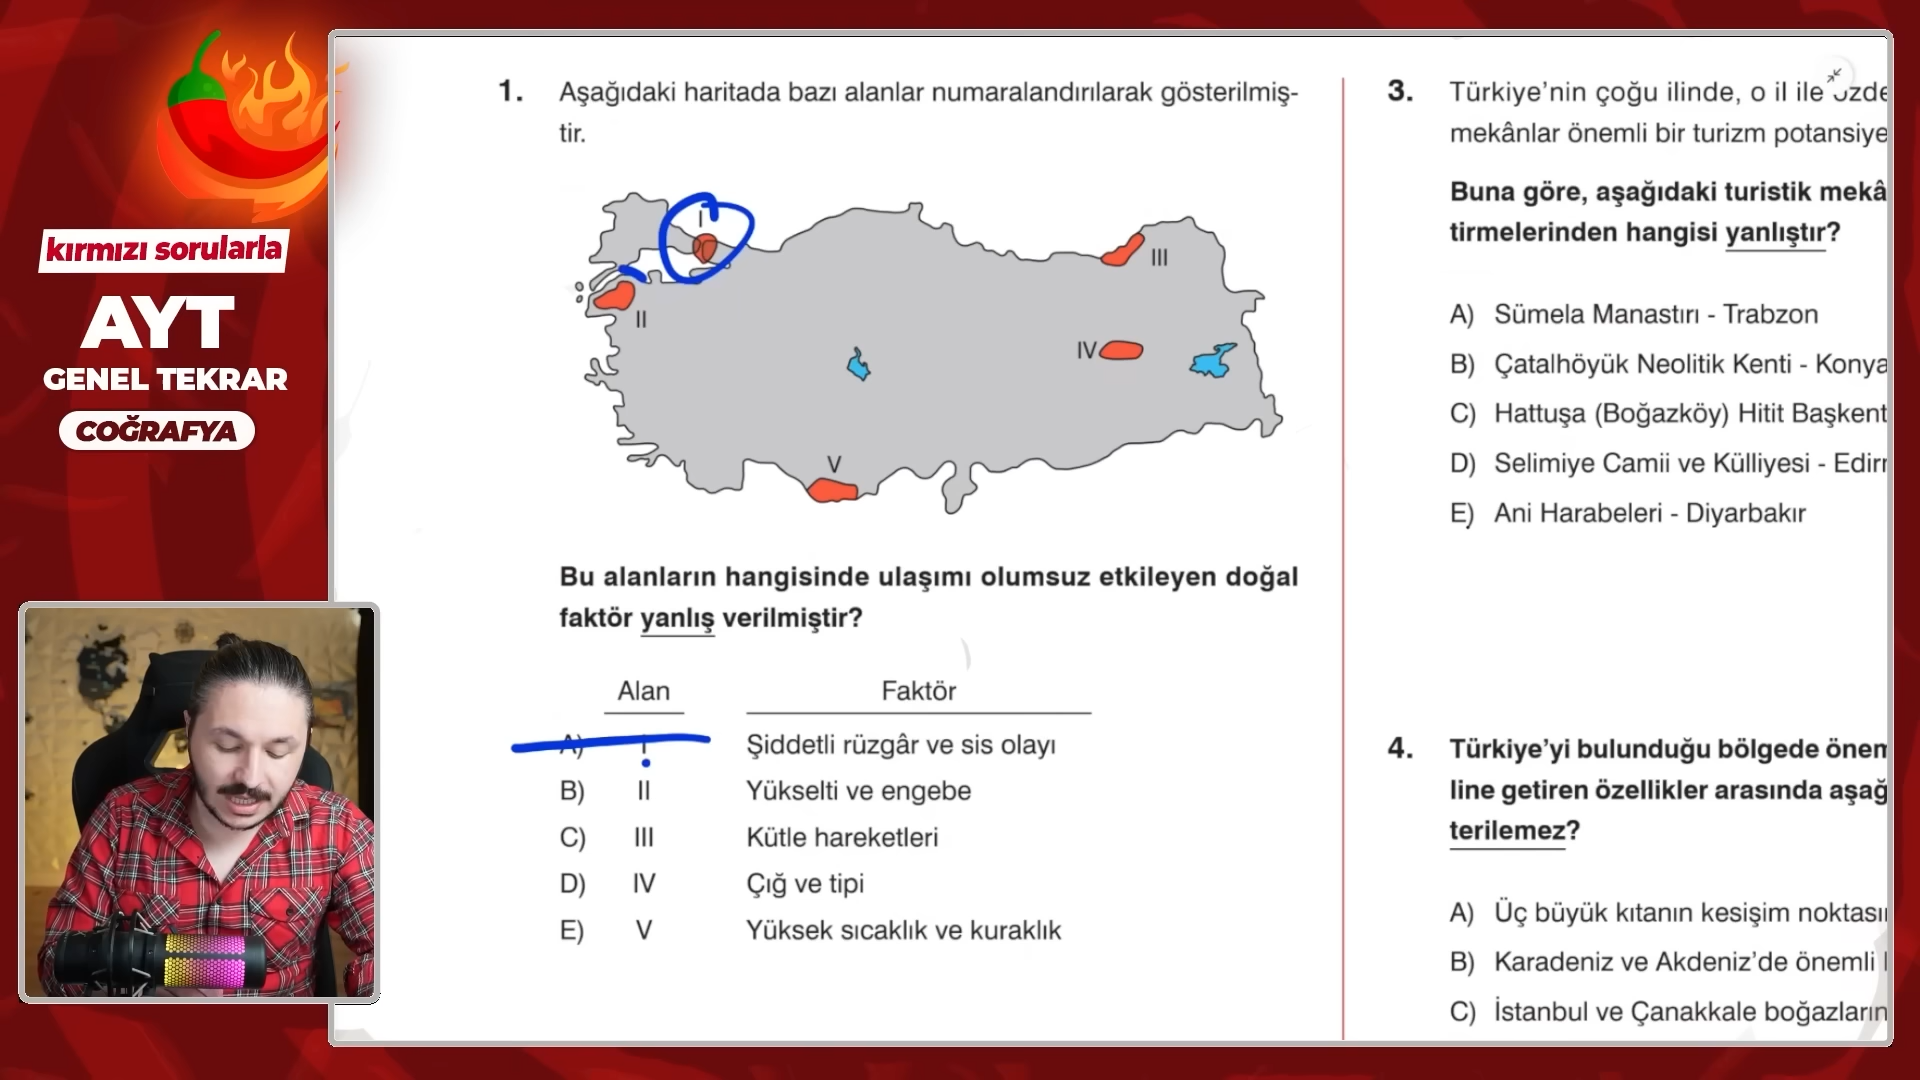 kırmızı sorularla
AYT
GENEL TEKRAR
COĞRAFYA
1. Aşağıdaki haritada bazı alanlar numaralandırılarak gösterilmiş-
tir.
I
II
III
IV
V
Bu alanların hangisinde ulaşımı olumsuz etkileyen doğal
faktör yanlış verilmiştir?
Alan Faktör
A) I Şiddetli rüzgâr ve sis olayı
B) II Yükselti ve engebe
C) III Kütle hareketleri
D) IV Çığ ve tipi
E) V Yüksek sıcaklık ve kuraklık
3. Türkiye'nin çoğu ilinde, o il ile
mekânlar önemli bir turizm
Buna göre, aşağıdaki turistik
tirmelerinden hangisi yanlıştır?
A) Sümela Manastırı - Trabzon
B) Çatalhöyük Neolitik Kenti - Konya
C) Hattuşa (Boğazköy) Hitit
D) Selimiye Camii ve Külliyesi -
E) Ani Harabeleri - Diyarbakır
4. Türkiye'yi bulunduğu bölgede
line getiren özellikler arasında
terilemez?
A) Üç büyük kıtanın kesişim
B) Karadeniz ve Akdeniz'de önemli
C) İstanbul ve Çanakkale